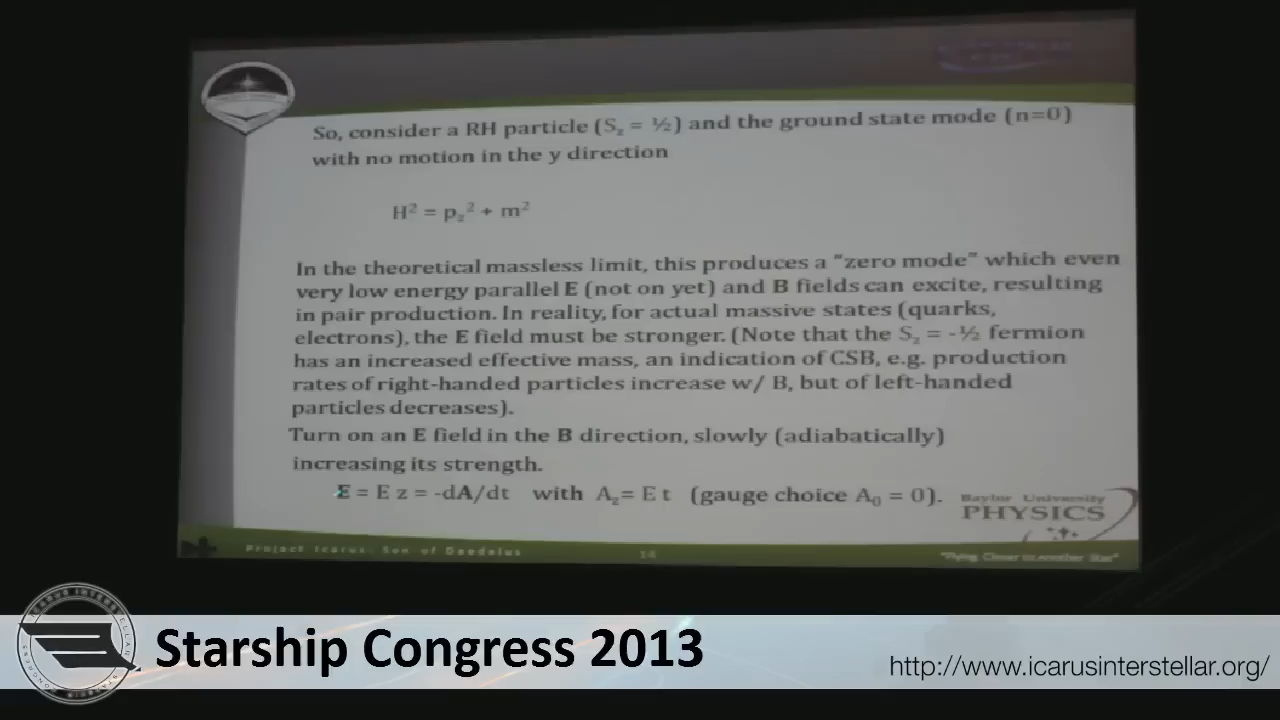 So, consider a RH particle (S_z = ½) and the ground state mode (n=0)
with no motion in the y direction
H² = p_z² + m²
In the theoretical massless limit, this produces a "zero mode" which even
very low energy parallel E (not on yet) and B fields can excite, resulting
in pair production. In reality, for actual massive states (quarks,
electrons), the E field must be stronger. (Note that the S_z = -½ fermion
has an increased effective mass, an indication of CSB, e.g. production
rates of right-handed particles increase w/ B, but of left-handed
particles decreases).
Turn on an E field in the B direction, slowly (adiabatically)
increasing its strength.
E = E z = -dA/dt with A_z= E t (gauge choice A₀ = 0).
Baylor University
PHYSICS
Project Icarus: Son of Daedalus
14
"Flying Closer to another Star"
Starship Congress 2013
http://www.icarusinterstellar.org/
ICARUS INTERSTELLAR
STARSHIP CONGRESS